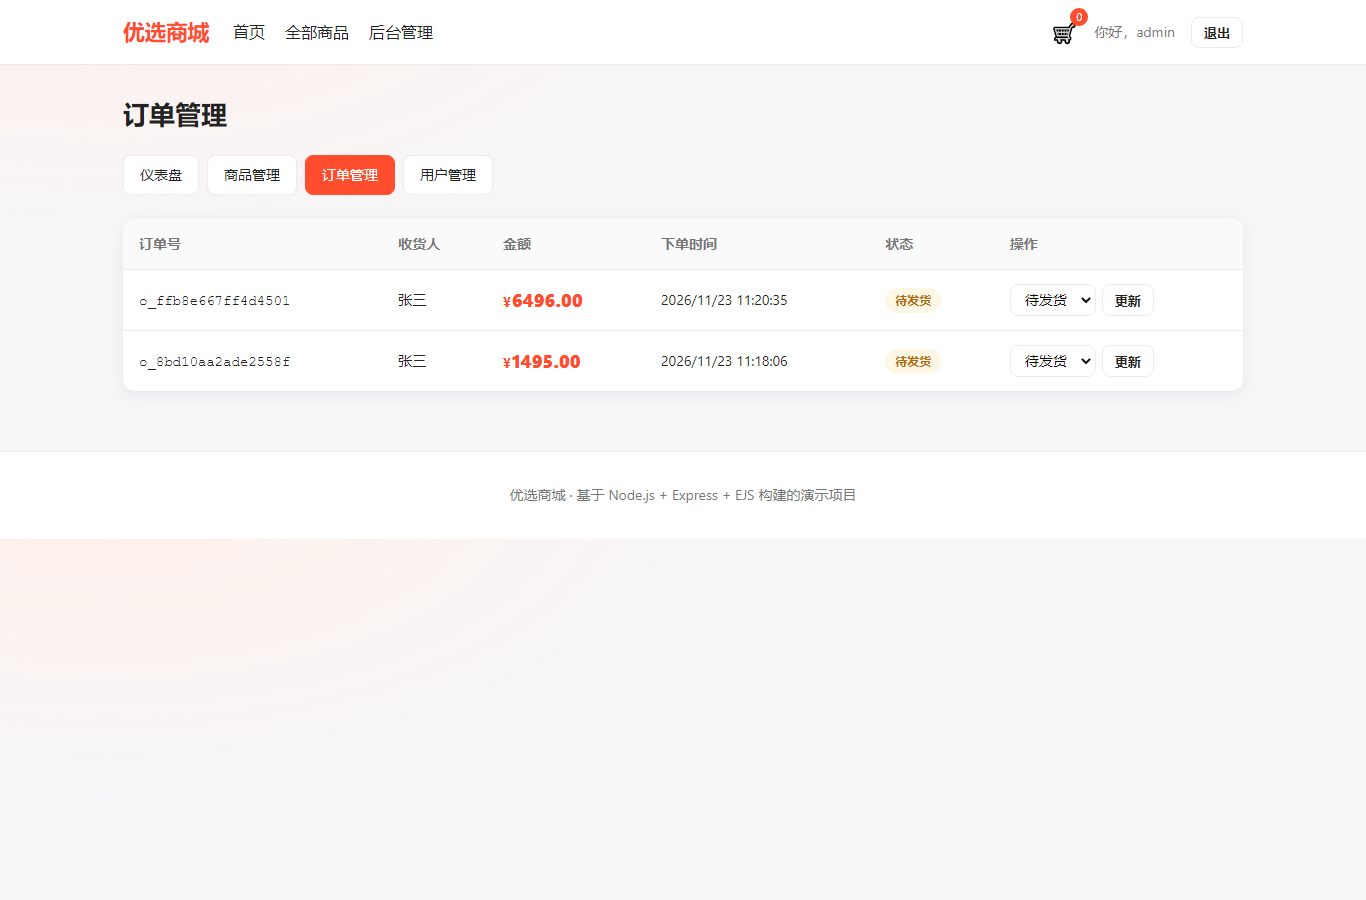 优选商城 首页 全部商品 后台管理 0 你好，admin 退出
订单管理
仪表盘 商品管理 订单管理 用户管理
订单号 收货人 金额 下单时间 状态 操作
o_ffb8e667ff4d4501 张三 ¥6496.00 2026/11/23 11:20:35 待发货 待发货 更新
o_8bd10aa2ade2558f 张三 ¥1495.00 2026/11/23 11:18:06 待发货 待发货 更新
优选商城 · 基于 Node.js + Express + EJS 构建的演示项目